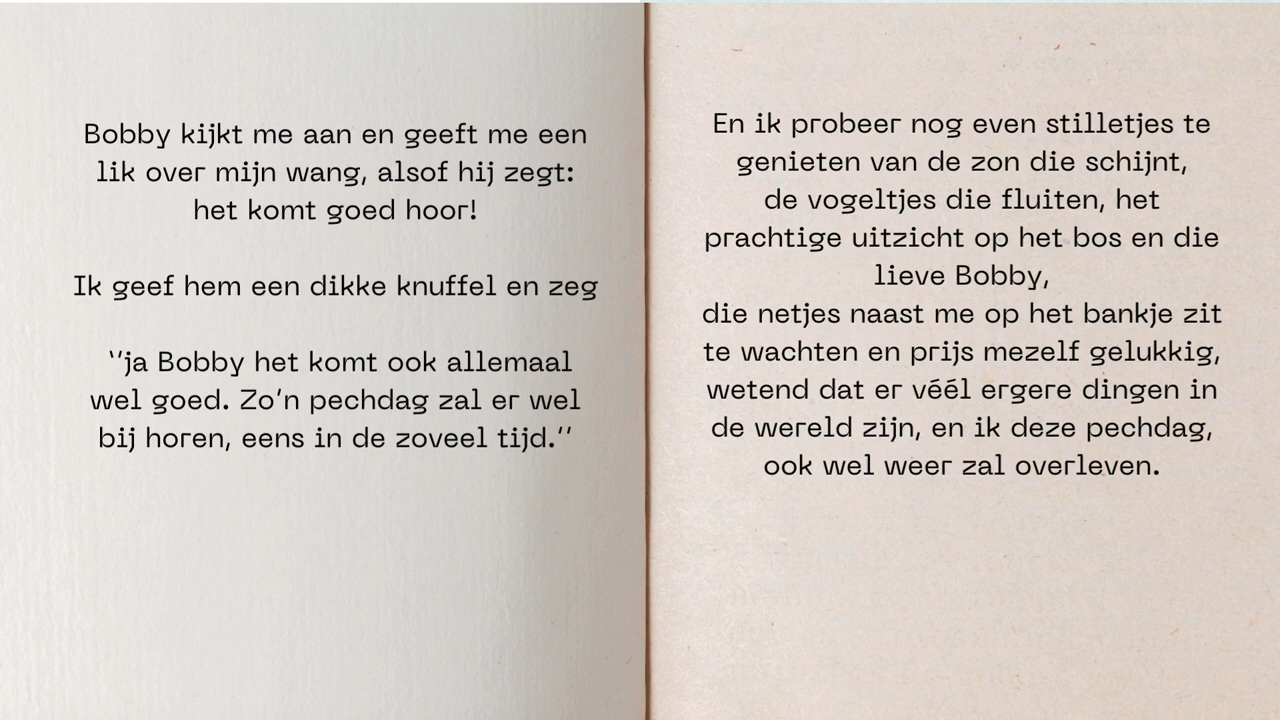 Bobby kijkt me aan en geeft me een
lik over mijn wang, alsof hij zegt:
het komt goed hoor!
Ik geef hem een dikke knuffel en zeg
‘’ja Bobby het komt ook allemaal
wel goed. Zo’n pechdag zal er wel
bij horen, eens in de zoveel tijd.’’
En ik probeer nog even stilletjes te
genieten van de zon die schijnt,
de vogeltjes die fluiten, het
prachtige uitzicht op het bos en die
lieve Bobby,
die netjes naast me op het bankje zit
te wachten en prijs mezelf gelukkig,
wetend dat er véél ergere dingen in
de wereld zijn, en ik deze pechdag,
ook wel weer zal overleven.